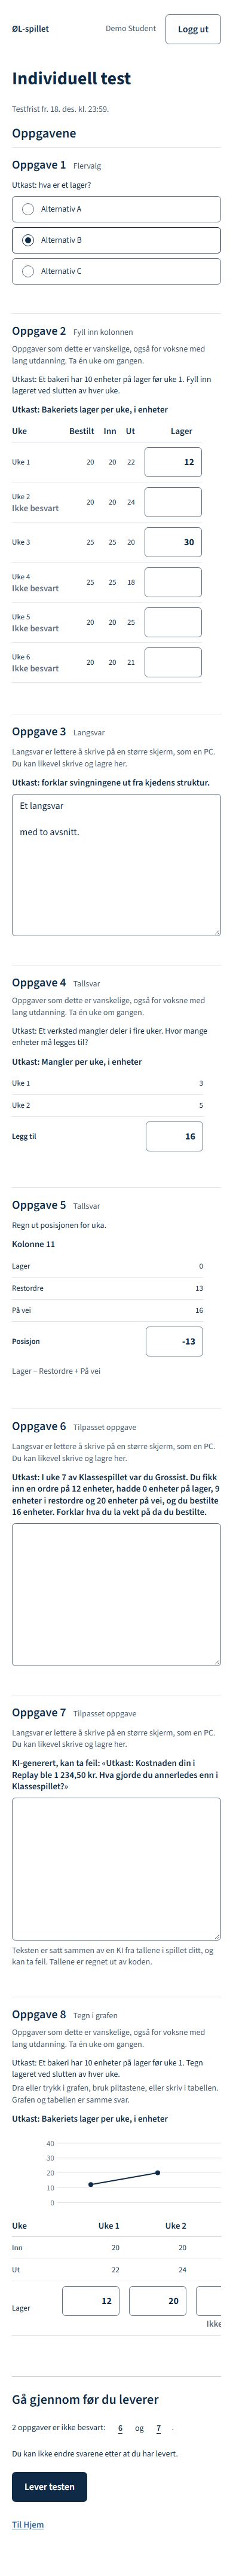 ØL-spillet Demo Student Logg ut
Individuell test
Testfrist fr. 18. des. kl. 23:59.
Oppgavene
Oppgave 1 Flervalg
Utkast: hva er et lager?
Alternativ A
Alternativ B
Alternativ C
Oppgave 2 Fyll inn kolonnen
Oppgaver som dette er vanskelige, også for voksne med
lang utdanning. Ta én uke om gangen.
Utkast: Et bakeri har 10 enheter på lager før uke 1. Fyll inn
lageret ved slutten av hver uke.
Utkast: Bakeriets lager per uke, i enheter
Uke Bestilt Inn Ut Lager
Uke 1 20 20 22 12
Uke 2 20 20 24
Ikke besvart
Uke 3 25 25 20 30
Uke 4 25 25 18
Ikke besvart
Uke 5 20 20 25
Ikke besvart
Uke 6 20 20 21
Ikke besvart
Oppgave 3 Langsvar
Langsvar er lettere å skrive på en større skjerm, som en PC.
Du kan likevel skrive og lagre her.
Utkast: forklar svingningene ut fra kjedens struktur.
Et langsvar
med to avsnitt.
Oppgave 4 Tallsvar
Oppgaver som dette er vanskelige, også for voksne med
lang utdanning. Ta én uke om gangen.
Utkast: Et verksted mangler deler i fire uker. Hvor mange
enheter må legges til?
Utkast: Mangler per uke, i enheter
Uke 1 3
Uke 2 5
Legg til 16
Oppgave 5 Tallsvar
Regn ut posisjonen for uka.
Kolonne 11
Lager 0
Restordre 13
På vei 16
Posisjon -13
Lager − Restordre + På vei
Oppgave 6 Tilpasset oppgave
Langsvar er lettere å skrive på en større skjerm, som en PC.
Du kan likevel skrive og lagre her.
Utkast: I uke 7 av Klassespillet var du Grossist. Du fikk
inn en ordre på 12 enheter, hadde 0 enheter på lager, 9
enheter i restordre og 20 enheter på vei, og du bestilte
16 enheter. Forklar hva du la vekt på da du bestilte.
Oppgave 7 Tilpasset oppgave
Langsvar er lettere å skrive på en større skjerm, som en PC.
Du kan likevel skrive og lagre her.
KI-generert, kan ta feil: «Utkast: Kostnaden din i
Replay ble 1 234,50 kr. Hva gjorde du annerledes enn i
Klassespillet?»
Teksten er satt sammen av en KI fra tallene i spillet ditt, og
kan ta feil. Tallene er regnet ut av koden.
Oppgave 8 Tegn i grafen
Oppgaver som dette er vanskelige, også for voksne med
lang utdanning. Ta én uke om gangen.
Utkast: Et bakeri har 10 enheter på lager før uke 1. Tegn
lageret ved slutten av hver uke.
Dra eller trykk i grafen, bruk piltastene, eller skriv i tabellen.
Grafen og tabellen er samme svar.
Utkast: Bakeriets lager per uke, i enheter
40
30
20
10
0
Uke Uke 1 Uke 2
Inn 20 20
Ut 22 24
Lager 12 20
Ikke
Gå gjennom før du leverer
2 oppgaver er ikke besvart: 6 og 7 .
Du kan ikke endre svarene etter at du har levert.
Lever testen
Til Hjem